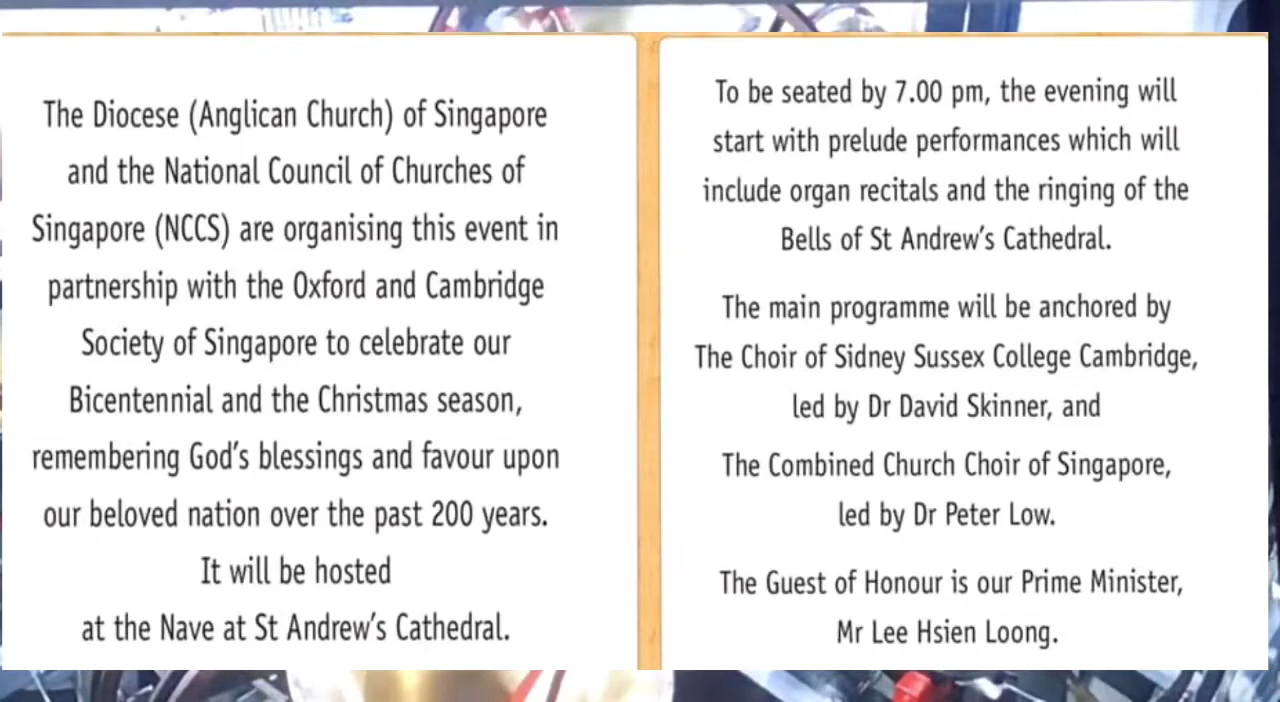 The Diocese (Anglican Church) of Singapore
and the National Council of Churches of
Singapore (NCCS) are organising this event in
partnership with the Oxford and Cambridge
Society of Singapore to celebrate our
Bicentennial and the Christmas season,
remembering God's blessings and favour upon
our beloved nation over the past 200 years.
It will be hosted
at the Nave at St Andrew's Cathedral.
To be seated by 7.00 pm, the evening will
start with prelude performances which will
include organ recitals and the ringing of the
Bells of St Andrew's Cathedral.
The main programme will be anchored by
The Choir of Sidney Sussex College Cambridge,
led by Dr David Skinner, and
The Combined Church Choir of Singapore,
led by Dr Peter Low.
The Guest of Honour is our Prime Minister,
Mr Lee Hsien Loong.